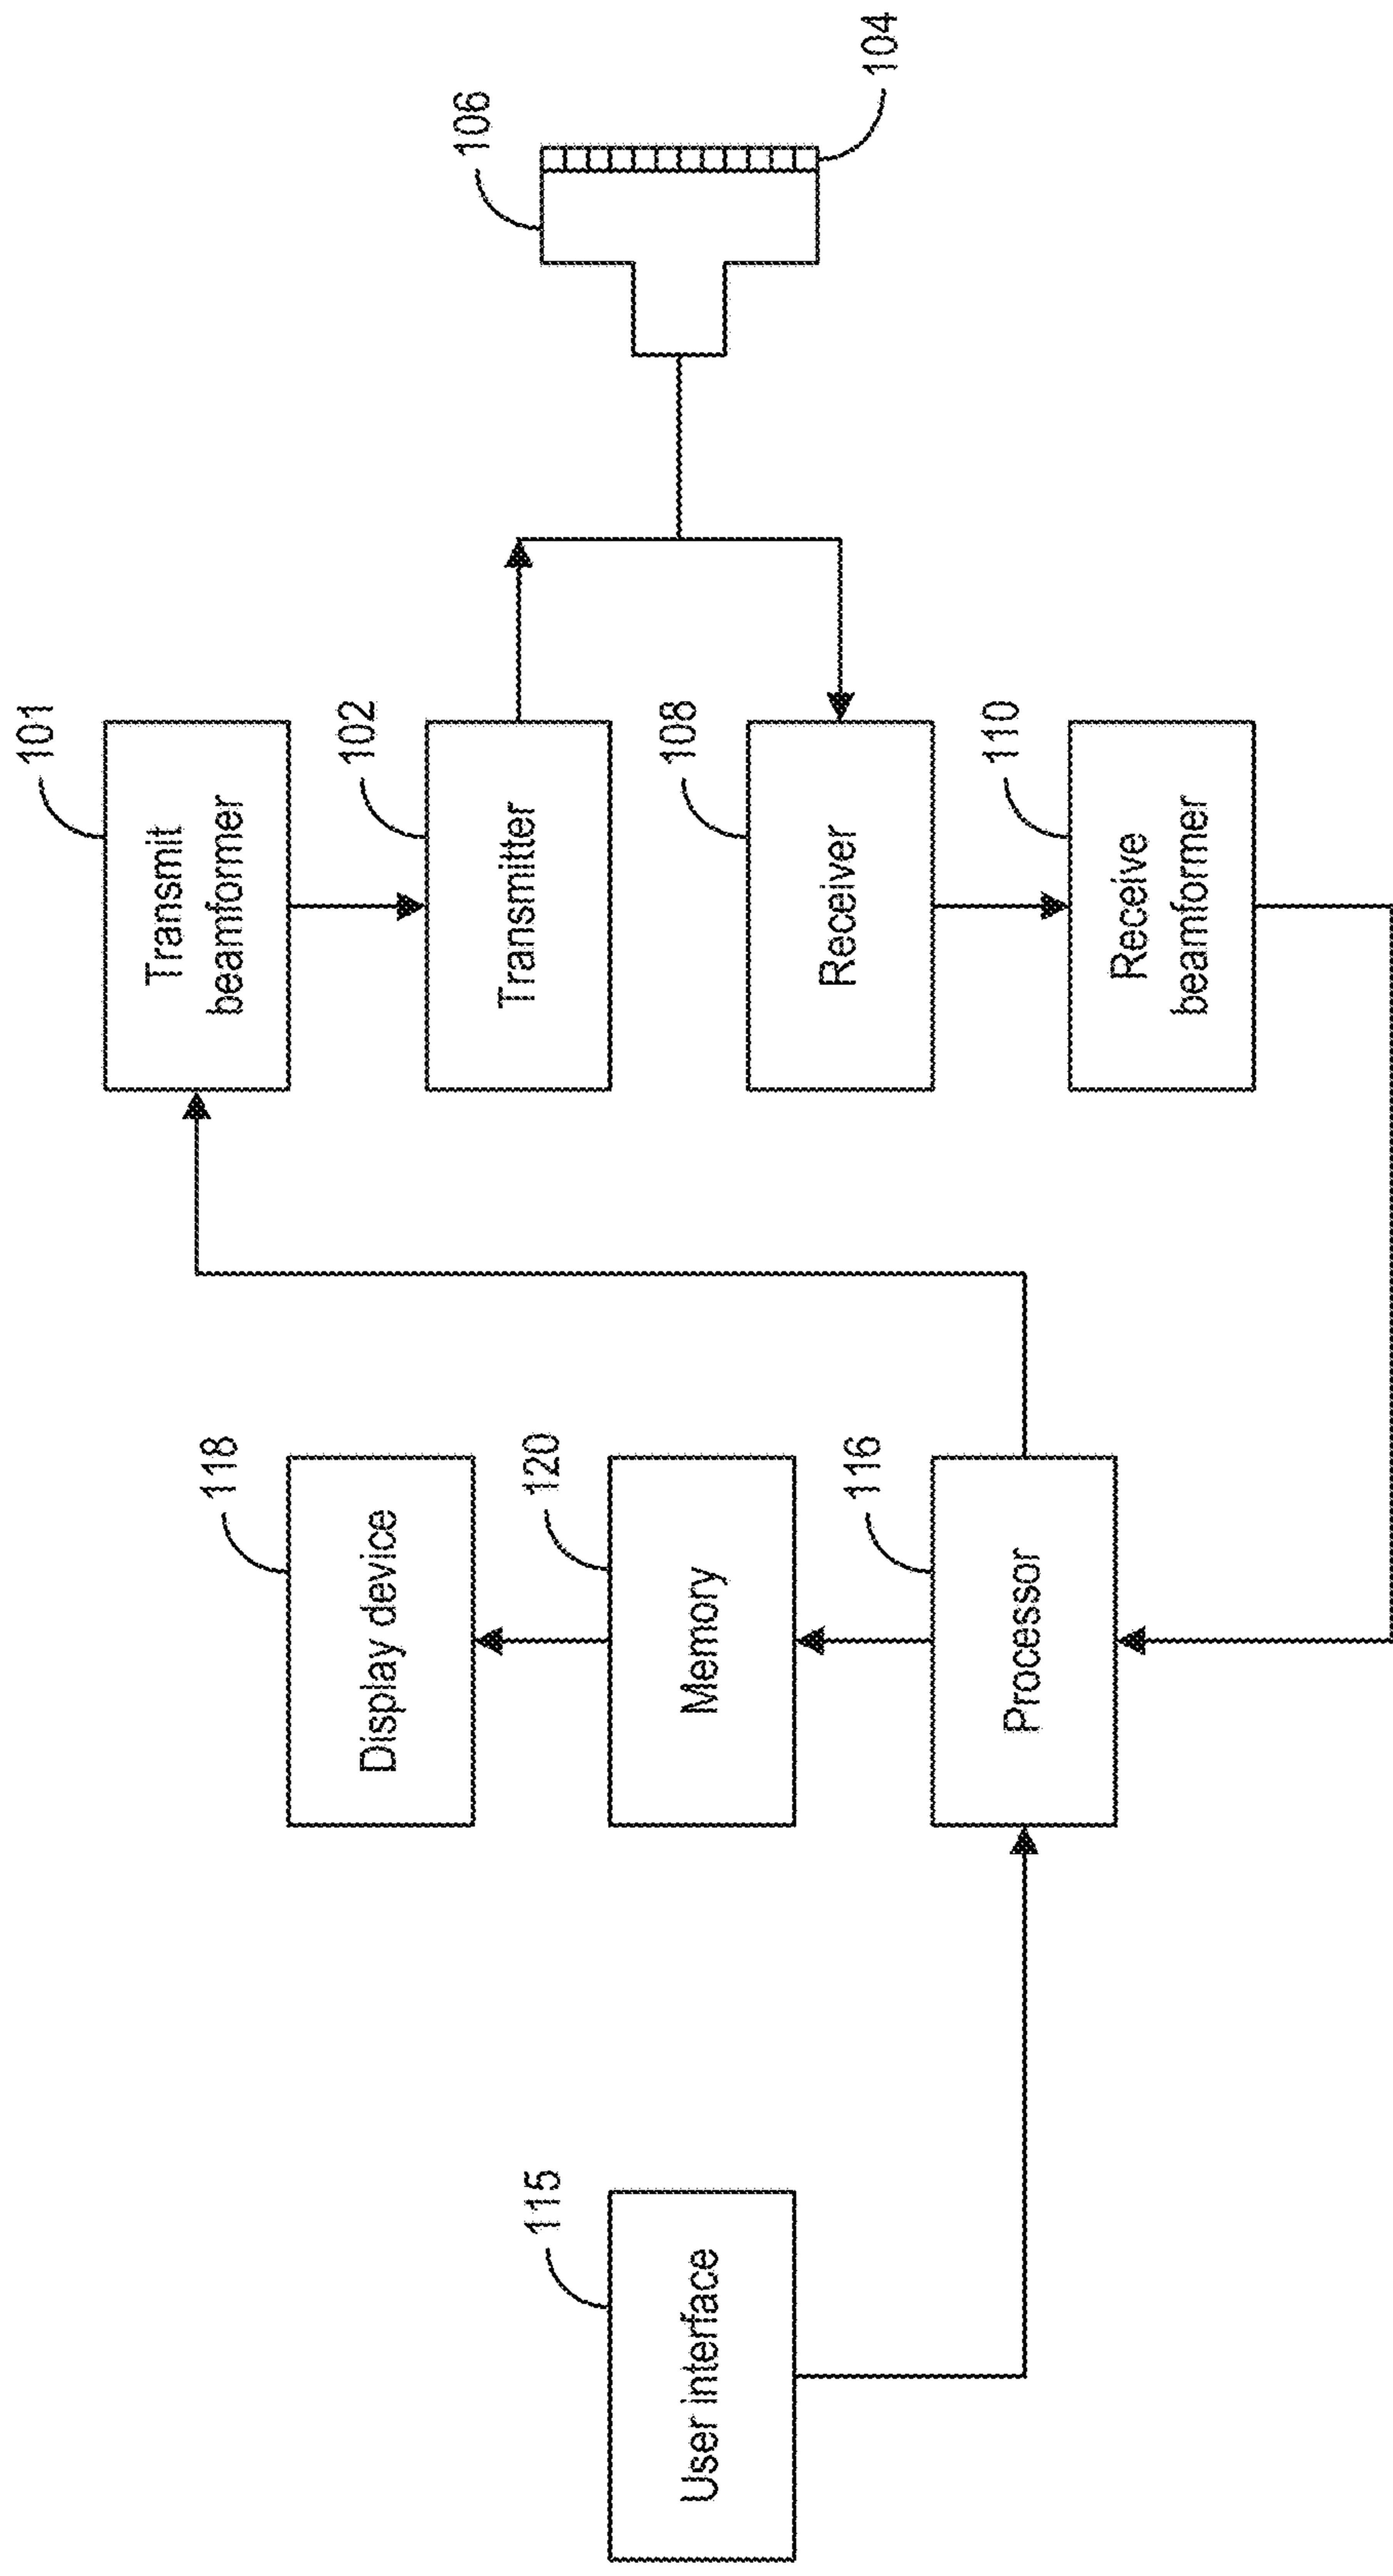 101
Transmit
beamformer
102
Transmitter
106
104
108
Receiver
110
Receive
beamformer
118
Display device
120
Memory
116
Processor
115
User interface